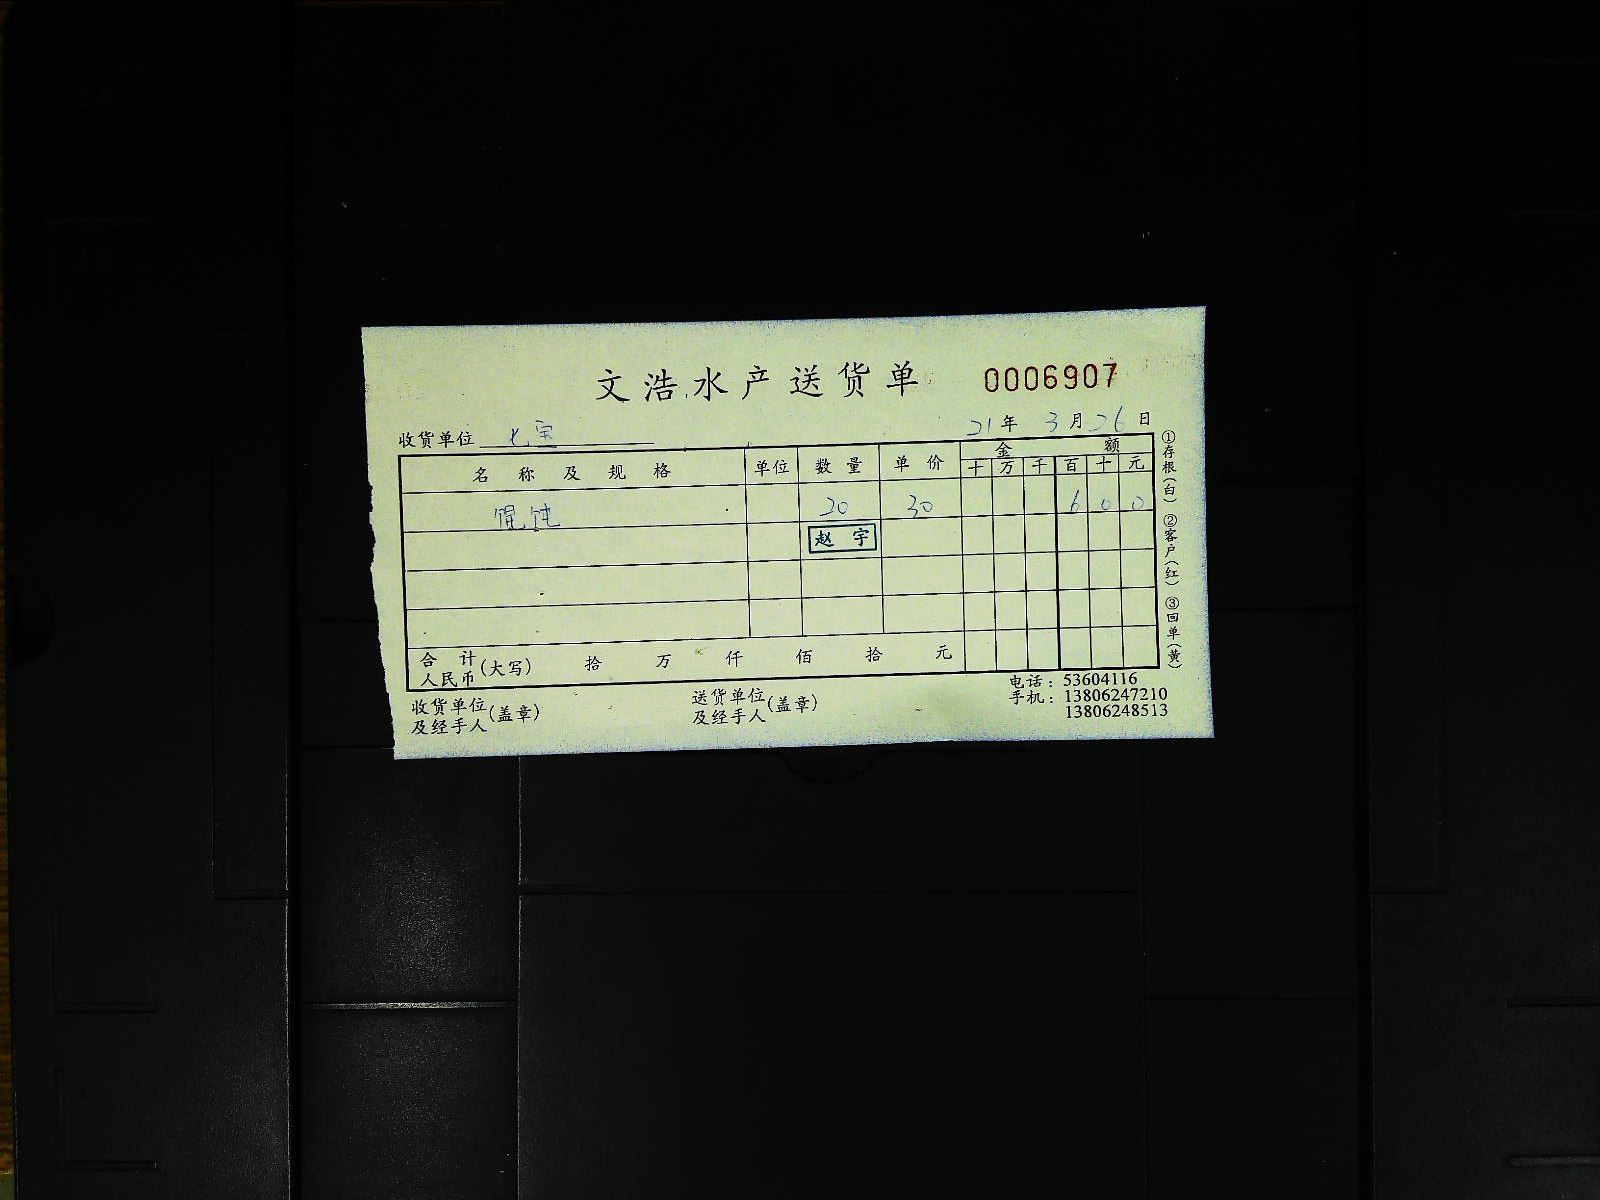 文浩水产送货单 0006907
收货单位 七宝 21年 3月26日
名称及规格 单位 数量 单价 金额
十 万 千 百 十 元
馄饨 20 30 6 0 0
赵宇
合计人民币(大写) 拾 万 仟 佰 拾 元
收货单位及经手人(盖章) 送货单位及经手人(盖章)
电话:53604116
手机:13806247210
13806248513
①存根(白) ②客户(红) ③回单(黄)